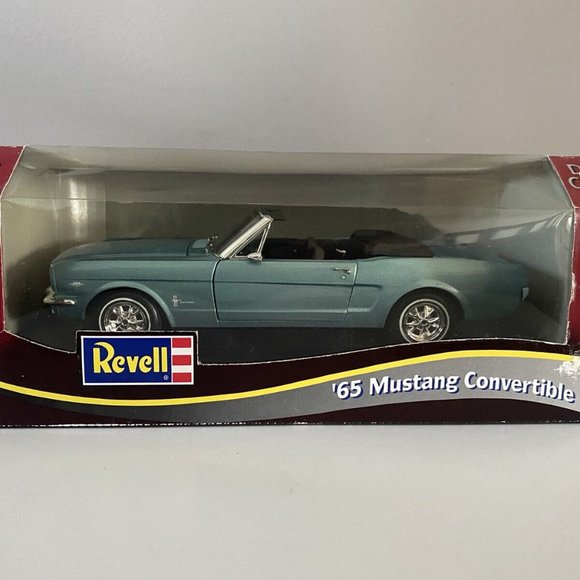 Revell
'65 Mustang Convertible